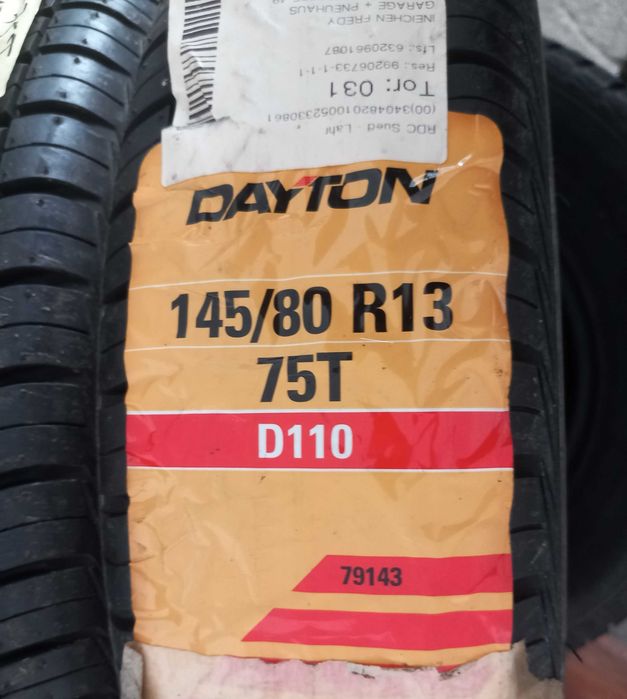 RDC Sued - Lahr
(00)340482010052330861
Tor: 031
Res.: 99206733-1-1-1
Lfs.: 6320961087
INEICHEN FREDY
GARAGE + PNEUHAUS
DAYTON
145/80 R13
75T
D110
79143